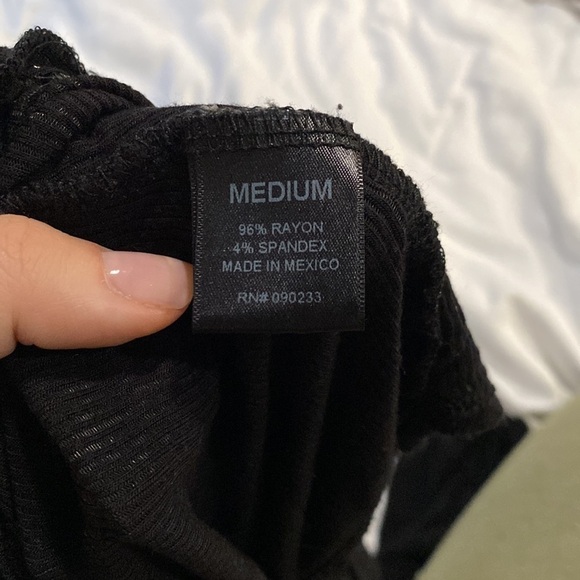 MEDIUM
96% RAYON
4% SPANDEX
MADE IN MEXICO
RN# 090233